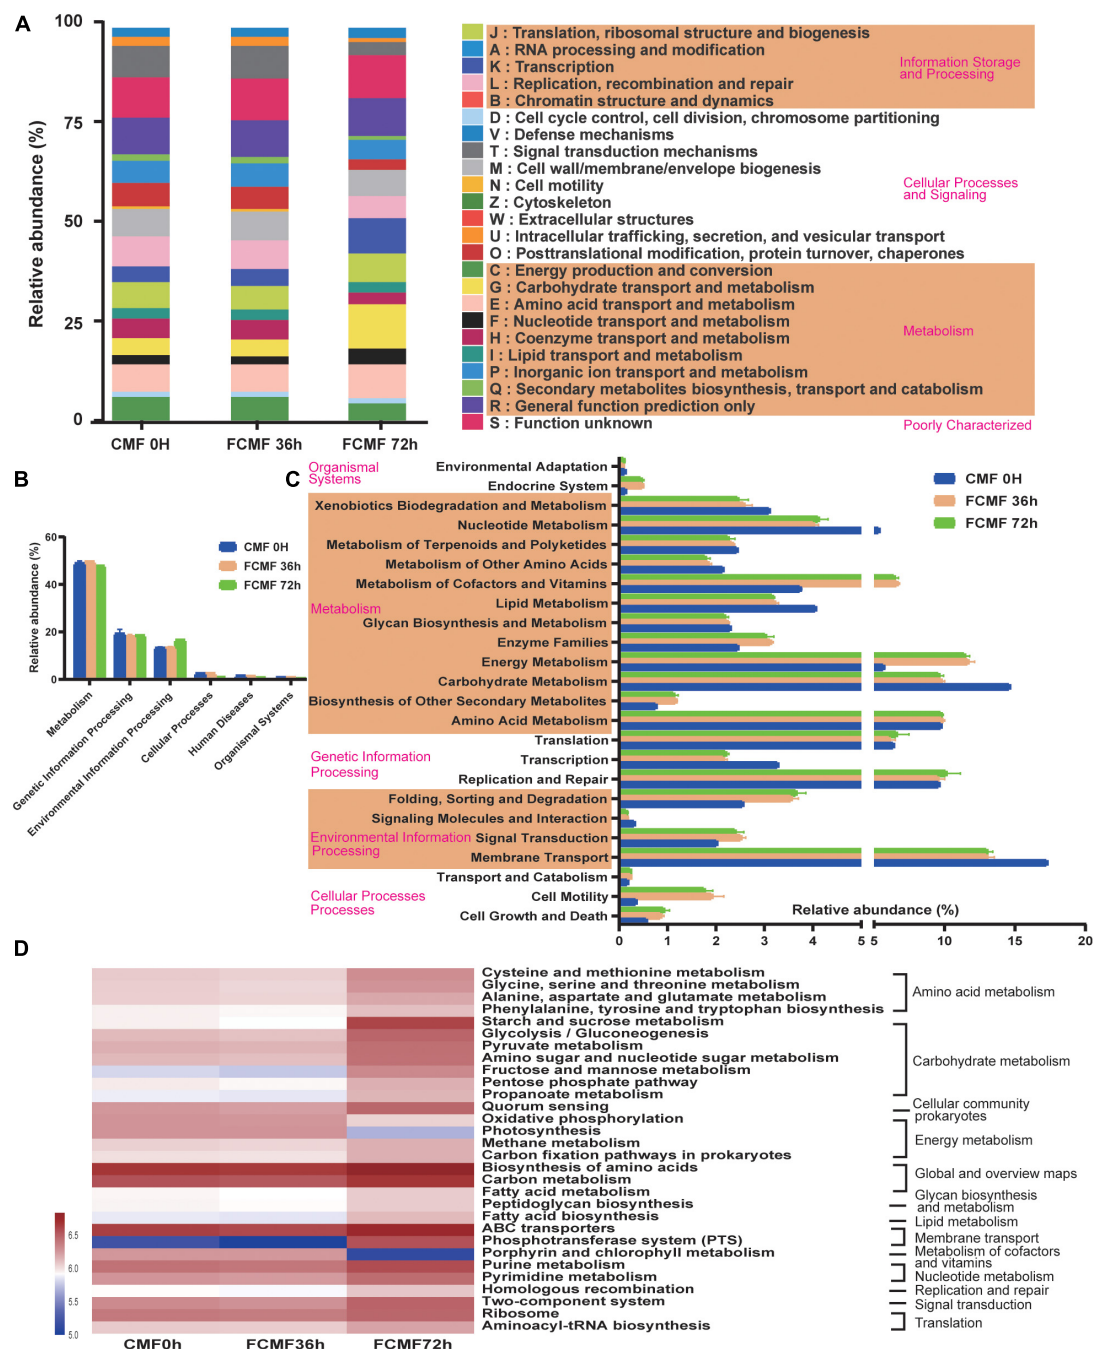 A
100
75
50
25
0
Relative abundance (%)
CMF 0H
FCMF 36h
FCMF 72h
J : Translation, ribosomal structure and biogenesis
A : RNA processing and modification
K : Transcription
L : Replication, recombination and repair
B : Chromatin structure and dynamics
D : Cell cycle control, cell division, chromosome partitioning
V : Defense mechanisms
T : Signal transduction mechanisms
M : Cell wall/membrane/envelope biogenesis
N : Cell motility
Z : Cytoskeleton
W : Extracellular structures
U : Intracellular trafficking, secretion, and vesicular transport
O : Posttranslational modification, protein turnover, chaperones
C : Energy production and conversion
G : Carbohydrate transport and metabolism
E : Amino acid transport and metabolism
F : Nucleotide transport and metabolism
H : Coenzyme transport and metabolism
I : Lipid transport and metabolism
P : Inorganic ion transport and metabolism
Q : Secondary metabolites biosynthesis, transport and catabolism
R : General function prediction only
S : Function unknown
Information Storage
and Processing
Cellular Processes
and Signaling
Metabolism
Poorly Characterized
B
60
40
20
0
Relative abundance (%)
CMF 0H
FCMF 36h
FCMF 72h
Metabolism
Genetic Information Processing
Environmental Information Processing
Cellular Processes
Human Diseases
Organismal Systems
C
Organismal
Systems
Metabolism
Genetic Information
Processing
Environmental Information
Processing
Cellular Processes
Processes
Environmental Adaptation
Endocrine System
Xenobiotics Biodegradation and Metabolism
Nucleotide Metabolism
Metabolism of Terpenoids and Polyketides
Metabolism of Other Amino Acids
Metabolism of Cofactors and Vitamins
Lipid Metabolism
Glycan Biosynthesis and Metabolism
Enzyme Families
Energy Metabolism
Carbohydrate Metabolism
Biosynthesis of Other Secondary Metabolites
Amino Acid Metabolism
Translation
Transcription
Replication and Repair
Folding, Sorting and Degradation
Signaling Molecules and Interaction
Signal Transduction
Membrane Transport
Transport and Catabolism
Cell Motility
Cell Growth and Death
CMF 0H
FCMF 36h
FCMF 72h
Relative abundance (%)
0 1 2 3 4 5 5 10 15 20
D
Cysteine and methionine metabolism
Glycine, serine and threonine metabolism
Alanine, aspartate and glutamate metabolism
Phenylalanine, tyrosine and tryptophan biosynthesis
Starch and sucrose metabolism
Glycolysis / Gluconeogenesis
Pyruvate metabolism
Amino sugar and nucleotide sugar metabolism
Fructose and mannose metabolism
Pentose phosphate pathway
Propanoate metabolism
Quorum sensing
Oxidative phosphorylation
Photosynthesis
Methane metabolism
Carbon fixation pathways in prokaryotes
Biosynthesis of amino acids
Carbon metabolism
Fatty acid metabolism
Peptidoglycan biosynthesis
Fatty acid biosynthesis
ABC transporters
Phosphotransferase system (PTS)
Porphyrin and chlorophyll metabolism
Purine metabolism
Pyrimidine metabolism
Homologous recombination
Two-component system
Ribosome
Aminoacyl-tRNA biosynthesis
Amino acid metabolism
Carbohydrate metabolism
Cellular community
prokaryotes
Energy metabolism
Global and overview maps
Glycan biosynthesis
and metabolism
Lipid metabolism
Membrane transport
Metabolism of cofactors
and vitamins
Nucleotide metabolism
Replication and repair
Signal transduction
Translation
6.5
6.0
5.5
5.0
CMF0h
FCMF36h
FCMF72h